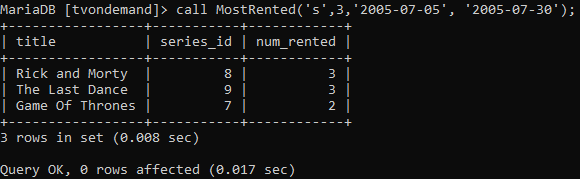 MariaDB [tvondemand]> call MostRented('s',3,'2005-07-05', '2005-07-30');
+-----------------+-----------+------------+
| title           | series_id | num_rented |
+-----------------+-----------+------------+
| Rick and Morty  |         8 |          3 |
| The Last Dance  |         9 |          3 |
| Game Of Thrones |         7 |          2 |
+-----------------+-----------+------------+
3 rows in set (0.008 sec)

Query OK, 0 rows affected (0.017 sec)